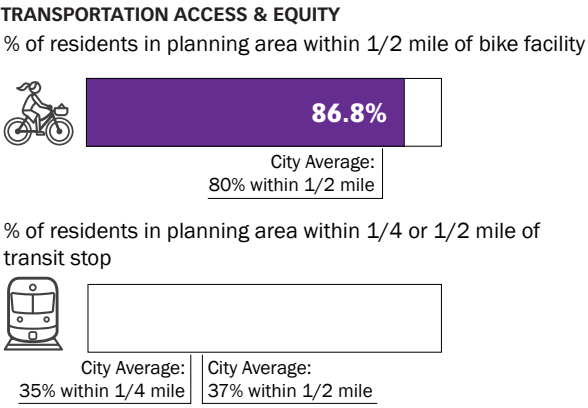 TRANSPORTATION ACCESS & EQUITY
% of residents in planning area within 1/2 mile of bike facility
86.8%
City Average:
80% within 1/2 mile
% of residents in planning area within 1/4 or 1/2 mile of
transit stop
City Average:
35% within 1/4 mile
City Average:
37% within 1/2 mile